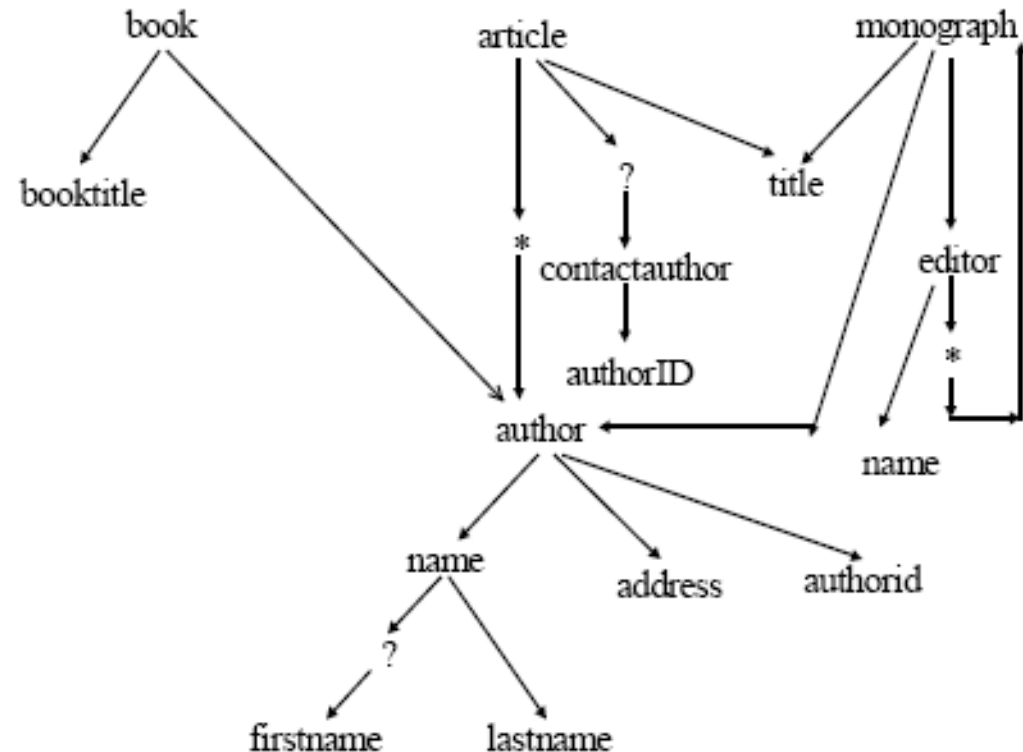 book
article
monograph
booktitle
?
title
*
contactauthor
editor
*
authorID
author
name
name
address
authorid
?
firstname
lastname